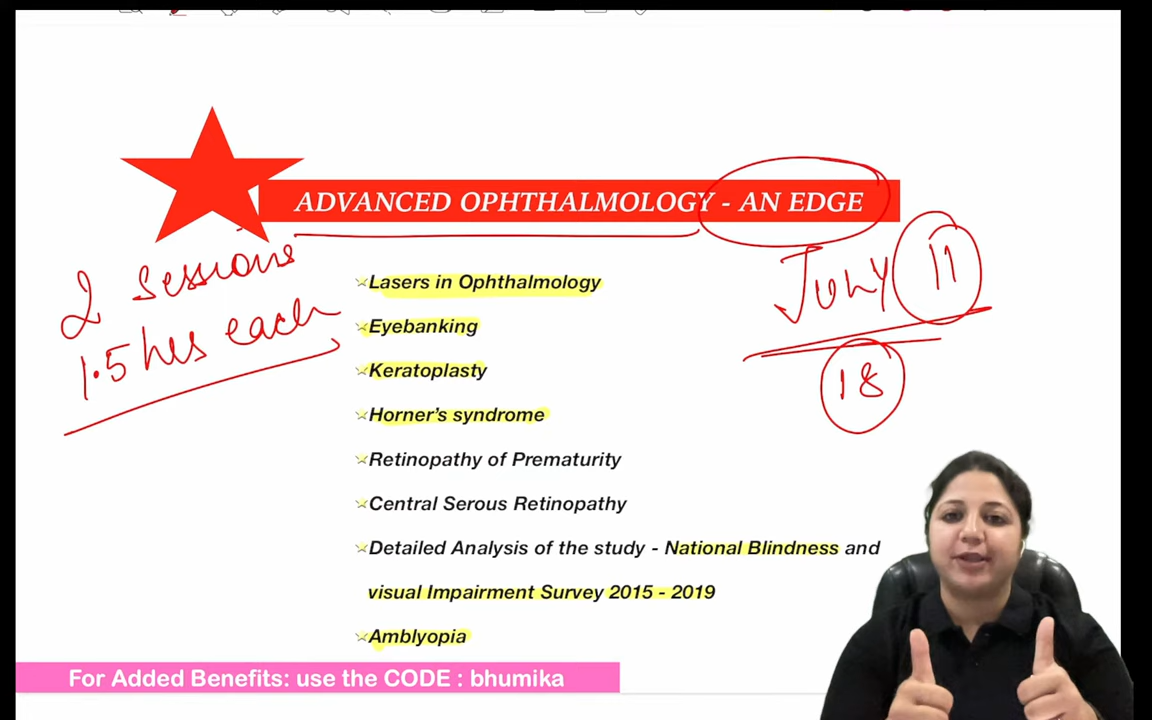 ADVANCED OPHTHALMOLOGY - AN EDGE
2 sessions
1.5 hrs each
July 11
18
Lasers in Ophthalmology
Eyebanking
Keratoplasty
Horner's syndrome
Retinopathy of Prematurity
Central Serous Retinopathy
Detailed Analysis of the study - National Blindness and
visual Impairment Survey 2015 - 2019
Amblyopia
For Added Benefits: use the CODE : bhumika